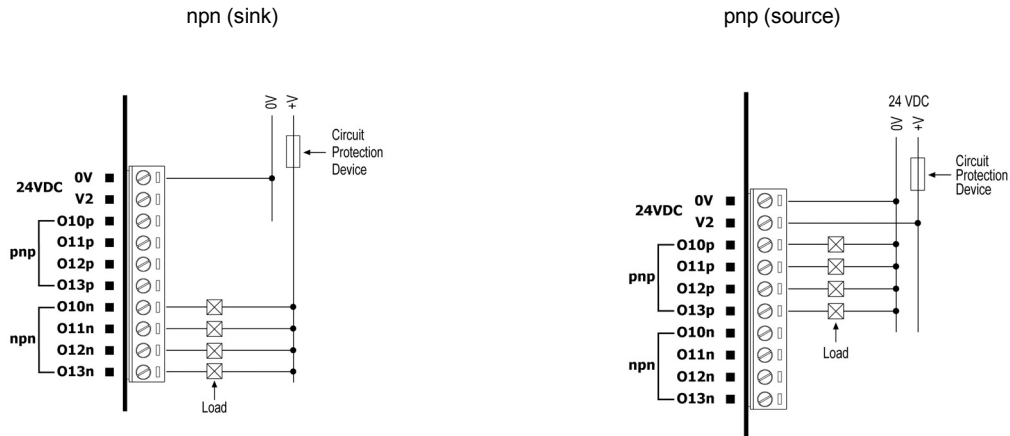 npn (sink)
0V
+V
Circuit
Protection
Device
24VDC
0V
V2
pnp
O10p
O11p
O12p
O13p
npn
O10n
O11n
O12n
O13n
Load
pnp (source)
24 VDC
0V
+V
Circuit
Protection
Device
24VDC
0V
V2
pnp
O10p
O11p
O12p
O13p
Load
npn
O10n
O11n
O12n
O13n